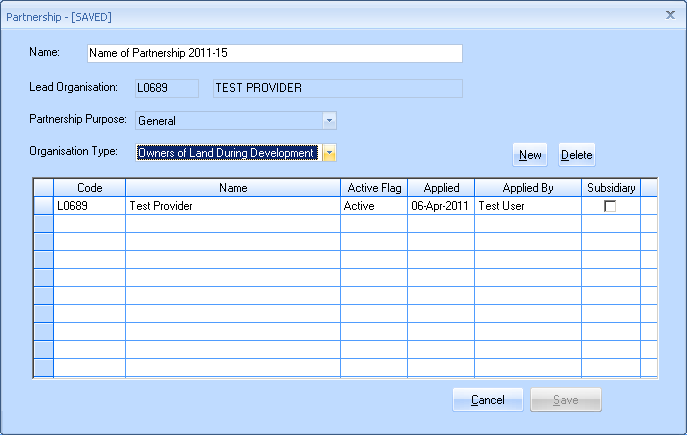 Partnership - [SAVED] X
Name: Name of Partnership 2011-15
Lead Organisation: L0689 TEST PROVIDER
Partnership Purpose: General
Organisation Type: Owners of Land During Development New Delete
Code Name Active Flag Applied Applied By Subsidiary
L0689 Test Provider Active 06-Apr-2011 Test User
Cancel Save